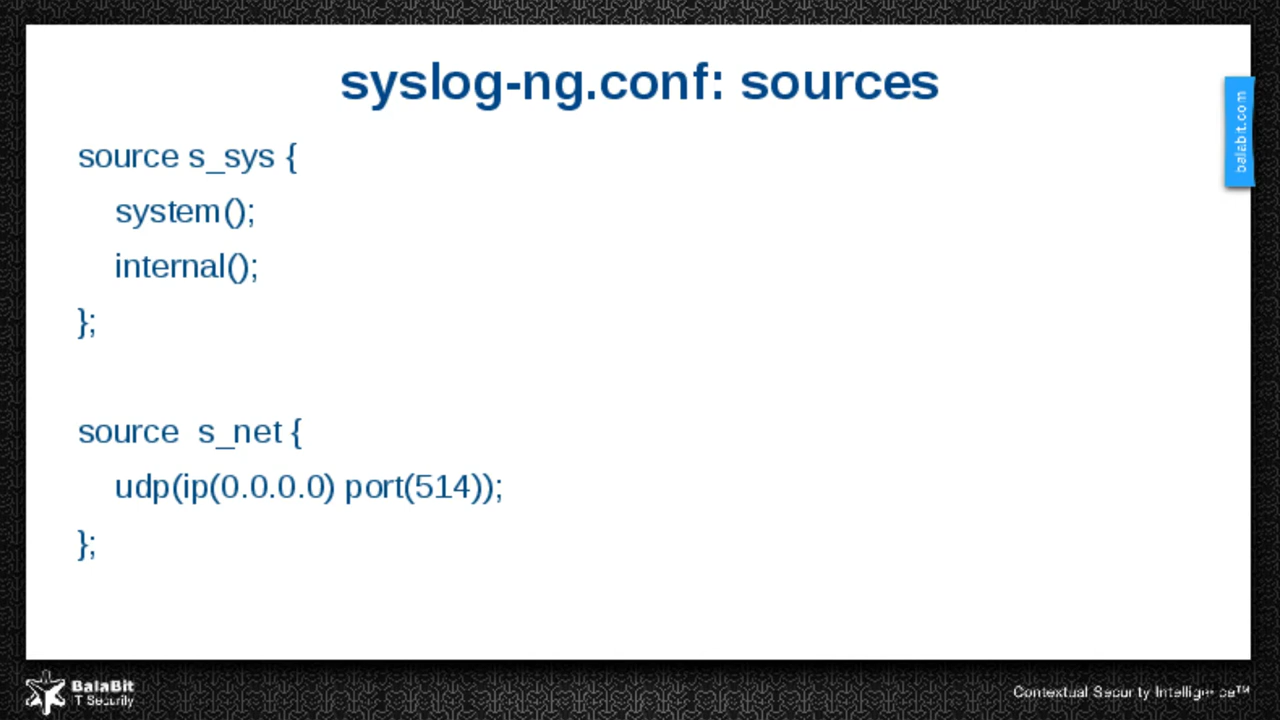 syslog-ng.conf: sources
balabit.com
source s_sys {
system();
internal();
};
source s_net {
udp(ip(0.0.0.0) port(514));
};
BalaBit
IT Security
Contextual Security Intelligence™